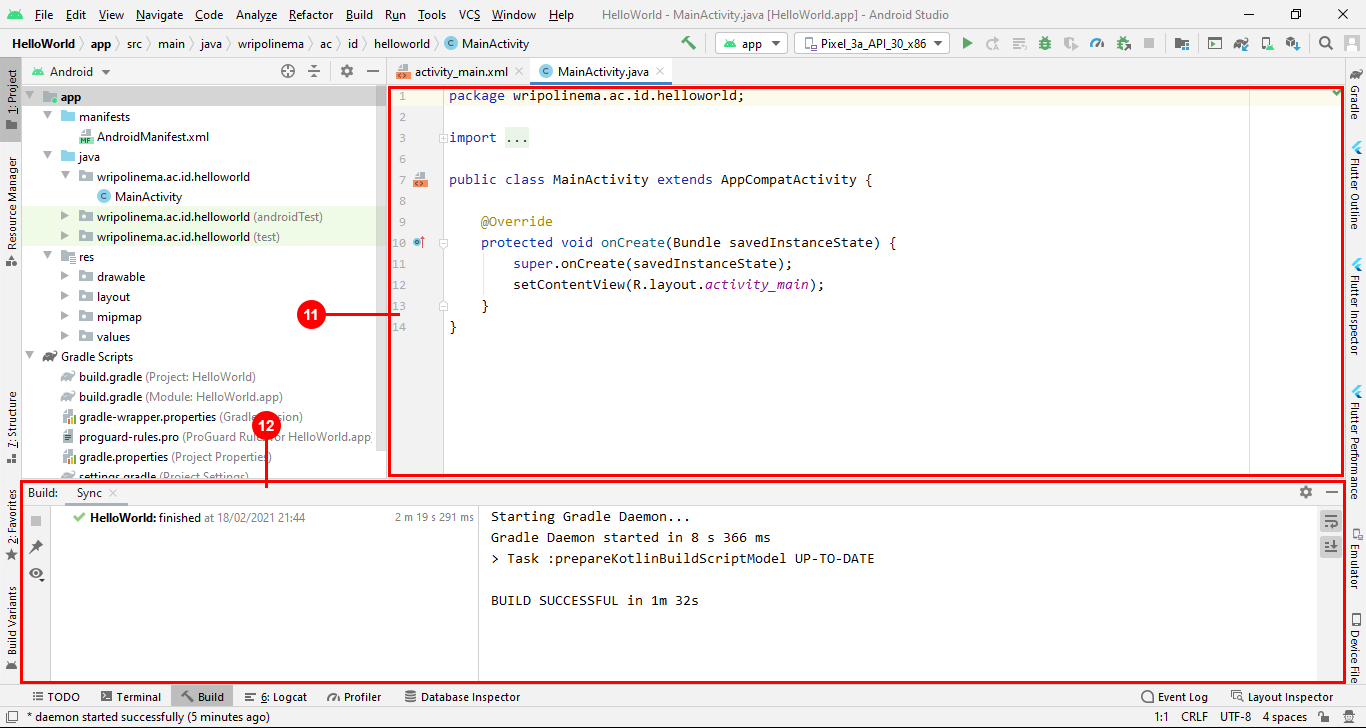 File Edit View Navigate Code Analyze Refactor Build Run Tools VCS Window Help HelloWorld - MainActivity.java [HelloWorld.app] - Android Studio
HelloWorld app src main java wripolinema ac id helloworld C MainActivity app Pixel_3a_API_30_x86
1: Project
Resource Manager
7: Structure
2: Favorites
Build Variants
Android
app
manifests
MF AndroidManifest.xml
java
wripolinema.ac.id.helloworld
C MainActivity
wripolinema.ac.id.helloworld (androidTest)
wripolinema.ac.id.helloworld (test)
res
drawable
layout
mipmap
values
Gradle Scripts
build.gradle (Project: HelloWorld)
build.gradle (Module: HelloWorld.app)
gradle-wrapper.properties (Gradle
proguard-rules.pro (ProGuard for HelloWorld.app)
gradle.properties (Project Properties)
settings.gradle (Project Settings)
11
12
activity_main.xml C MainActivity.java
1 package wripolinema.ac.id.helloworld;
2
3 import ...
6
7 public class MainActivity extends AppCompatActivity {
8
9 @Override
10 protected void onCreate(Bundle savedInstanceState) {
11 super.onCreate(savedInstanceState);
12 setContentView(R.layout.activity_main);
13 }
14 }
Gradle
Flutter Outline
Flutter Inspector
Flutter Performance
Emulator
Device File
Build: Sync
HelloWorld: finished at 18/02/2021 21:44 2 m 19 s 291 ms
Starting Gradle Daemon...
Gradle Daemon started in 8 s 366 ms
> Task :prepareKotlinBuildScriptModel UP-TO-DATE
BUILD SUCCESSFUL in 1m 32s
TODO Terminal Build 6: Logcat Profiler Database Inspector Event Log Layout Inspector
* daemon started successfully (5 minutes ago) 1:1 CRLF UTF-8 4 spaces